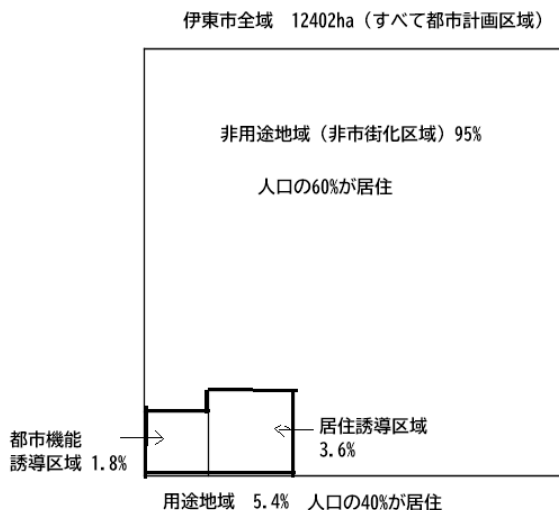 伊東市全域　12402ha（すべて都市計画区域）
非用途地域（非市街化区域）95%
人口の60%が居住
都市機能
誘導区域 1.8%
居住誘導区域
3.6%
用途地域　5.4%　人口の40%が居住